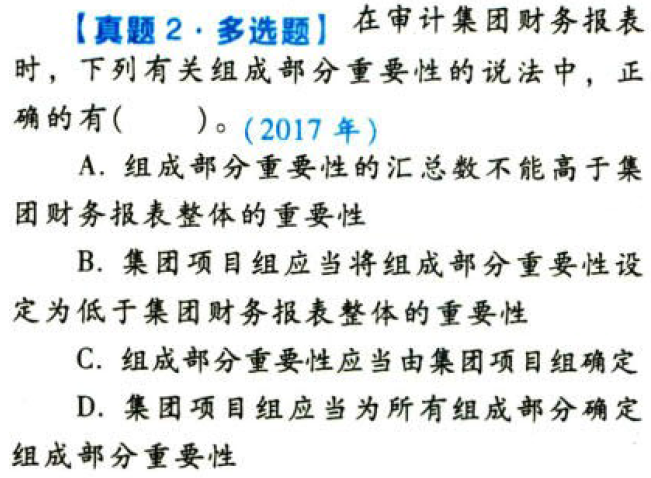 【真题2·多选题】 在审计集团财务报表
时，下列有关组成部分重要性的说法中，正
确的有(　　)。(2017 年)
A. 组成部分重要性的汇总数不能高于集
团财务报表整体的重要性
B. 集团项目组应当将组成部分重要性设
定为低于集团财务报表整体的重要性
C. 组成部分重要性应当由集团项目组确定
D. 集团项目组应当为所有组成部分确定
组成部分重要性